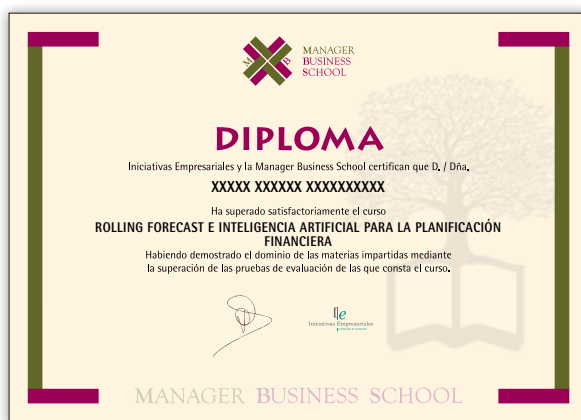 M B
MANAGER
BUSINESS
SCHOOL
DIPLOMA
Iniciativas Empresariales y la Manager Business School certifican que D. / Dña.
XXXXX XXXXXX XXXXXXXXXX
Ha superado satisfactoriamente el curso
ROLLING FORECAST E INTELIGENCIA ARTIFICIAL PARA LA PLANIFICACIÓN
FINANCIERA
Habiendo demostrado el dominio de las materias impartidas mediante
la superación de las pruebas de evaluación de las que consta el curso.
Iniciativas Empresariales
MANAGER BUSINESS SCHOOL